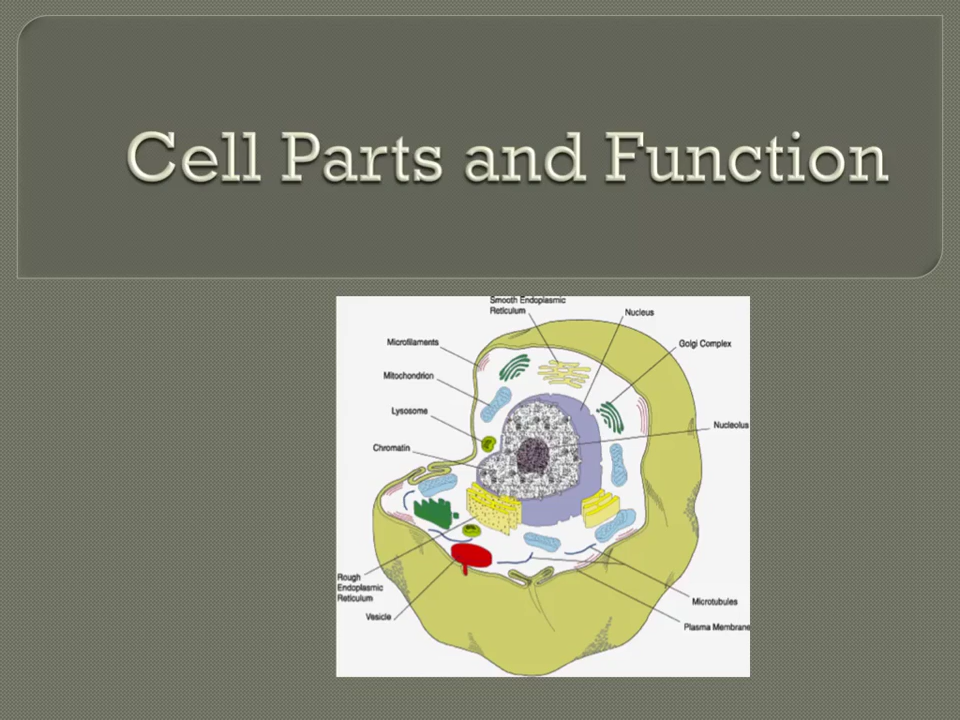 Cell Parts and Function
Smooth Endoplasmic
Reticulum
Nucleus
Microfilaments
Golgi Complex
Mitochondrion
Lysosome
Nucleolus
Chromatin
Rough
Endoplasmic
Reticulum
Vesicle
Microtubules
Plasma Membrane